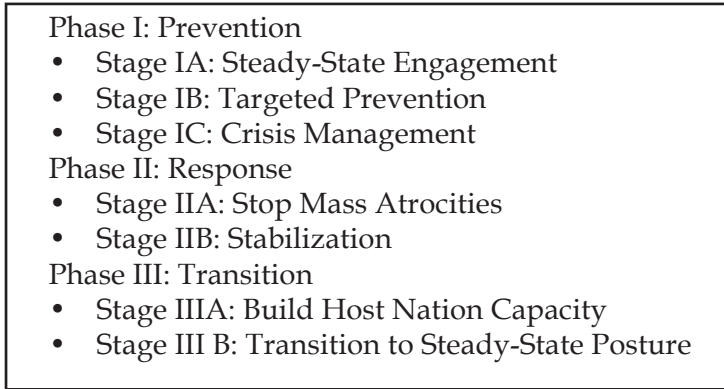 Phase I: Prevention
• Stage IA: Steady-State Engagement
• Stage IB: Targeted Prevention
• Stage IC: Crisis Management
Phase II: Response
• Stage IIA: Stop Mass Atrocities
• Stage IIB: Stabilization
Phase III: Transition
• Stage IIIA: Build Host Nation Capacity
• Stage III B: Transition to Steady-State Posture